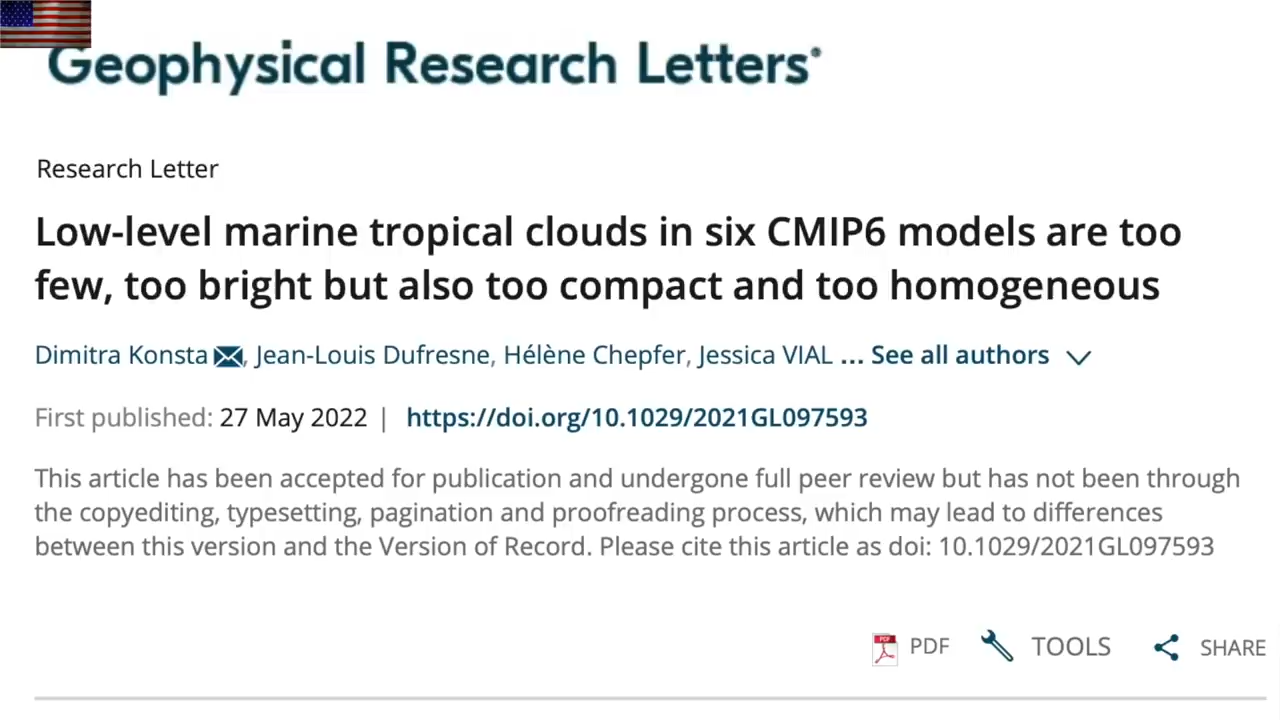 Geophysical Research Letters®
Research Letter
Low-level marine tropical clouds in six CMIP6 models are too
few, too bright but also too compact and too homogeneous
Dimitra Konsta, Jean-Louis Dufresne, Hélène Chepfer, Jessica VIAL ... See all authors
First published: 27 May 2022 | https://doi.org/10.1029/2021GL097593
This article has been accepted for publication and undergone full peer review but has not been through
the copyediting, typesetting, pagination and proofreading process, which may lead to differences
between this version and the Version of Record. Please cite this article as doi: 10.1029/2021GL097593
PDF TOOLS SHARE